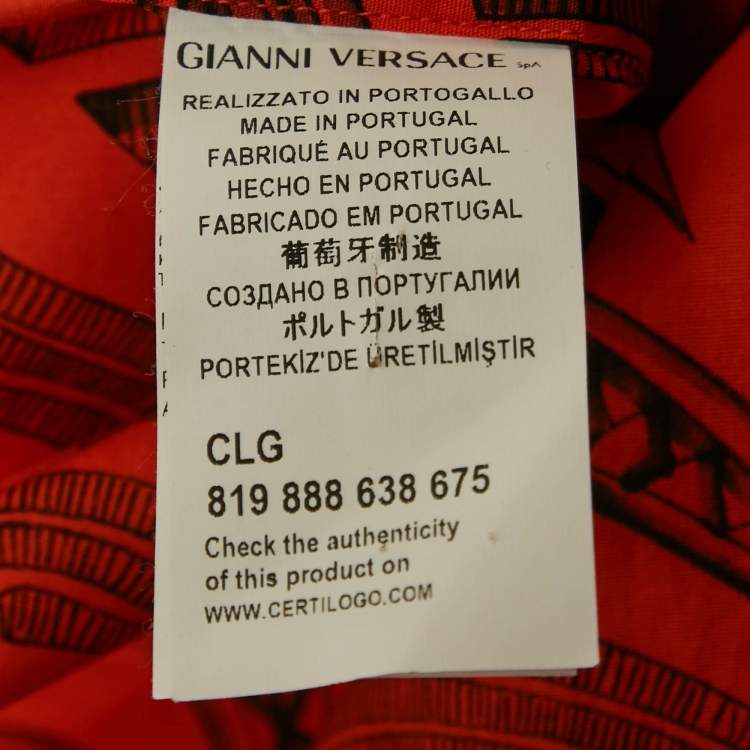 GIANNI VERSACE SpA
REALIZZATO IN PORTOGALLO
MADE IN PORTUGAL
FABRIQUÉ AU PORTUGAL
HECHO EN PORTUGAL
FABRICADO EM PORTUGAL
葡萄牙制造
СОЗДАНО В ПОРТУГАЛИИ
ポルトガル製
PORTEKİZ'DE ÜRETİLMİŞTİR
CLG
819 888 638 675
Check the authenticity
of this product on
WWW.CERTILOGO.COM